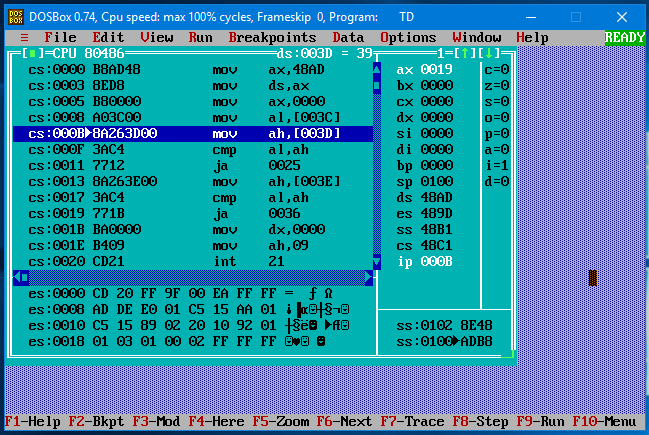 DOSBox 0.74, Cpu speed: max 100% cycles, Frameskip 0, Program: TD
≡ File Edit View Run Breakpoints Data Options Window Help READY
[■]=CPU 80486 ds:003D = 39 1=[↑][↓]
cs:0000 B8AD48 mov ax,48AD ax 0019 c=0
cs:0003 8ED8 mov ds,ax bx 0000 z=0
cs:0005 B80000 mov ax,0000 cx 0000 s=0
cs:0008 A03C00 mov al,[003C] dx 0000 o=0
cs:000B►8A263D00 mov ah,[003D] si 0000 p=0
cs:000F 3AC4 cmp al,ah di 0000 a=0
cs:0011 7712 ja 0025 bp 0000 i=1
cs:0013 8A263E00 mov ah,[003E] sp 0100 d=0
cs:0017 3AC4 cmp al,ah ds 48AD
cs:0019 771B ja 0036 es 489D
cs:001B BA0000 mov dx,0000 ss 48B1
cs:001E B409 mov ah,09 cs 48C1
cs:0020 CD21 int 21 ip 000B
es:0000 CD 20 FF 9F 00 EA FF FF = ƒ Ω
es:0008 AD DE E0 01 C5 15 AA 01
es:0010 C5 15 89 02 20 10 92 01
es:0018 01 03 01 00 02 FF FF FF
ss:0102 8E48
ss:0100►ADB8
F1-Help F2-Bkpt F3-Mod F4-Here F5-Zoom F6-Next F7-Trace F8-Step F9-Run F10-Menu